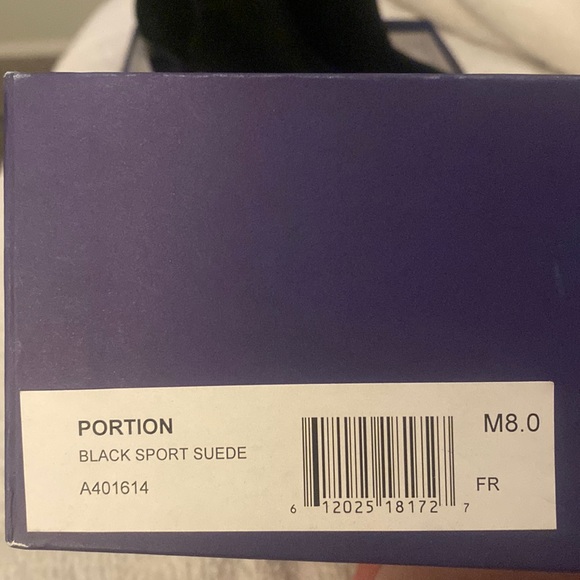 PORTION
BLACK SPORT SUEDE
A401614
6 12025 18172 7
M8.0
FR